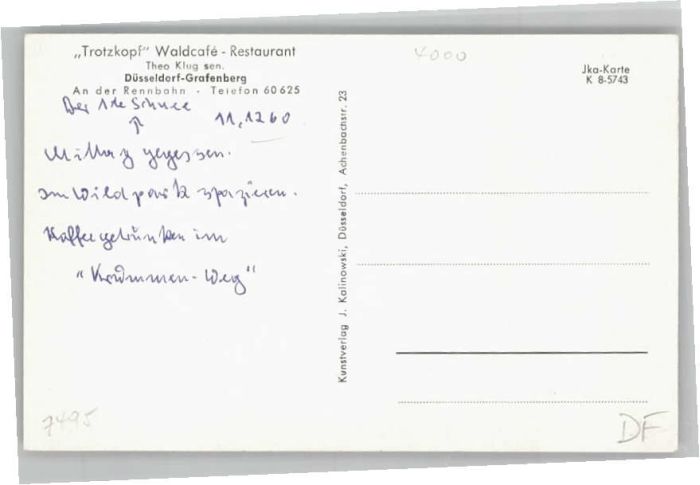 „Trotzkopf" Waldcafé - Restaurant
Theo Klug sen.
Düsseldorf-Grafenberg
An der Rennbahn · Telefon 60625
Der 1te Schnee
11.12 60
Mittag gegessen.
im Wildpark spazieren.
Kaffee getrunken im
"Krummen-Weg"
7495
Kunstverlag J. Kalinowski, Düsseldorf, Achenbachstr. 23
4000
Jka-Karte
K 8-5743
DF